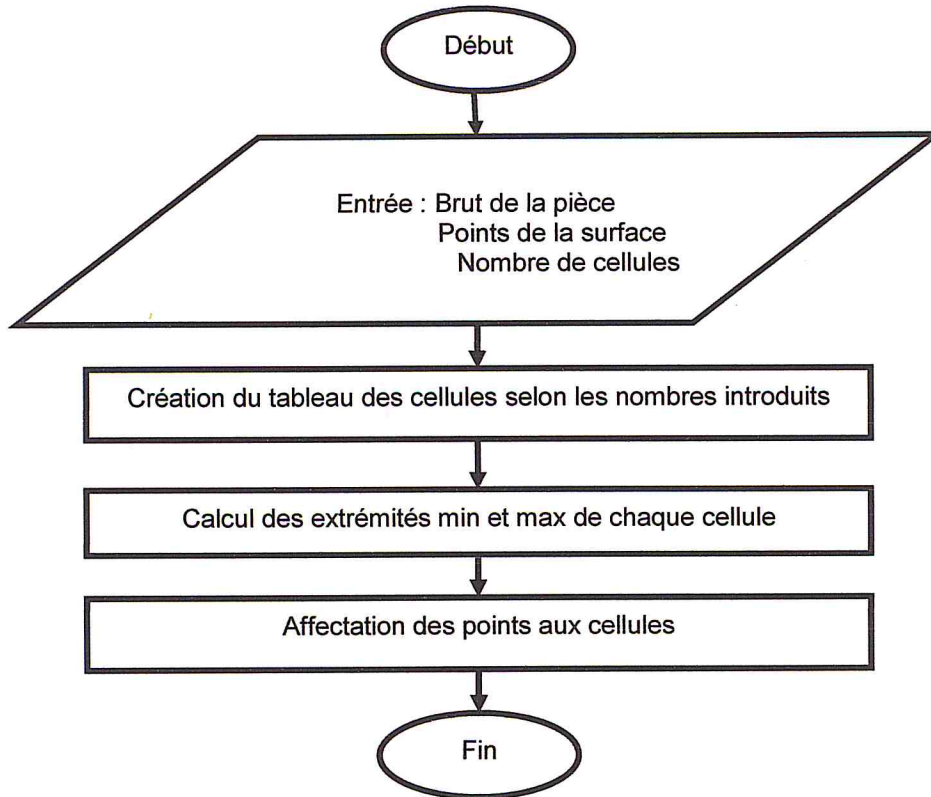 Début
Entrée : Brut de la pièce
Points de la surface
Nombre de cellules
Création du tableau des cellules selon les nombres introduits
Calcul des extrémités min et max de chaque cellule
Affectation des points aux cellules
Fin